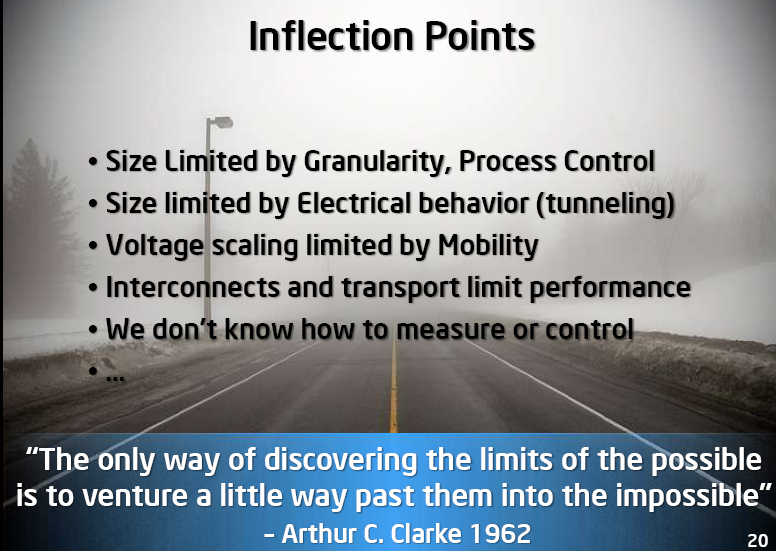 Inflection Points
• Size Limited by Granularity, Process Control
• Size limited by Electrical behavior (tunneling)
• Voltage scaling limited by Mobility
• Interconnects and transport limit performance
• We don't know how to measure or control
• ...
“The only way of discovering the limits of the possible
is to venture a little way past them into the impossible”
– Arthur C. Clarke 1962
20